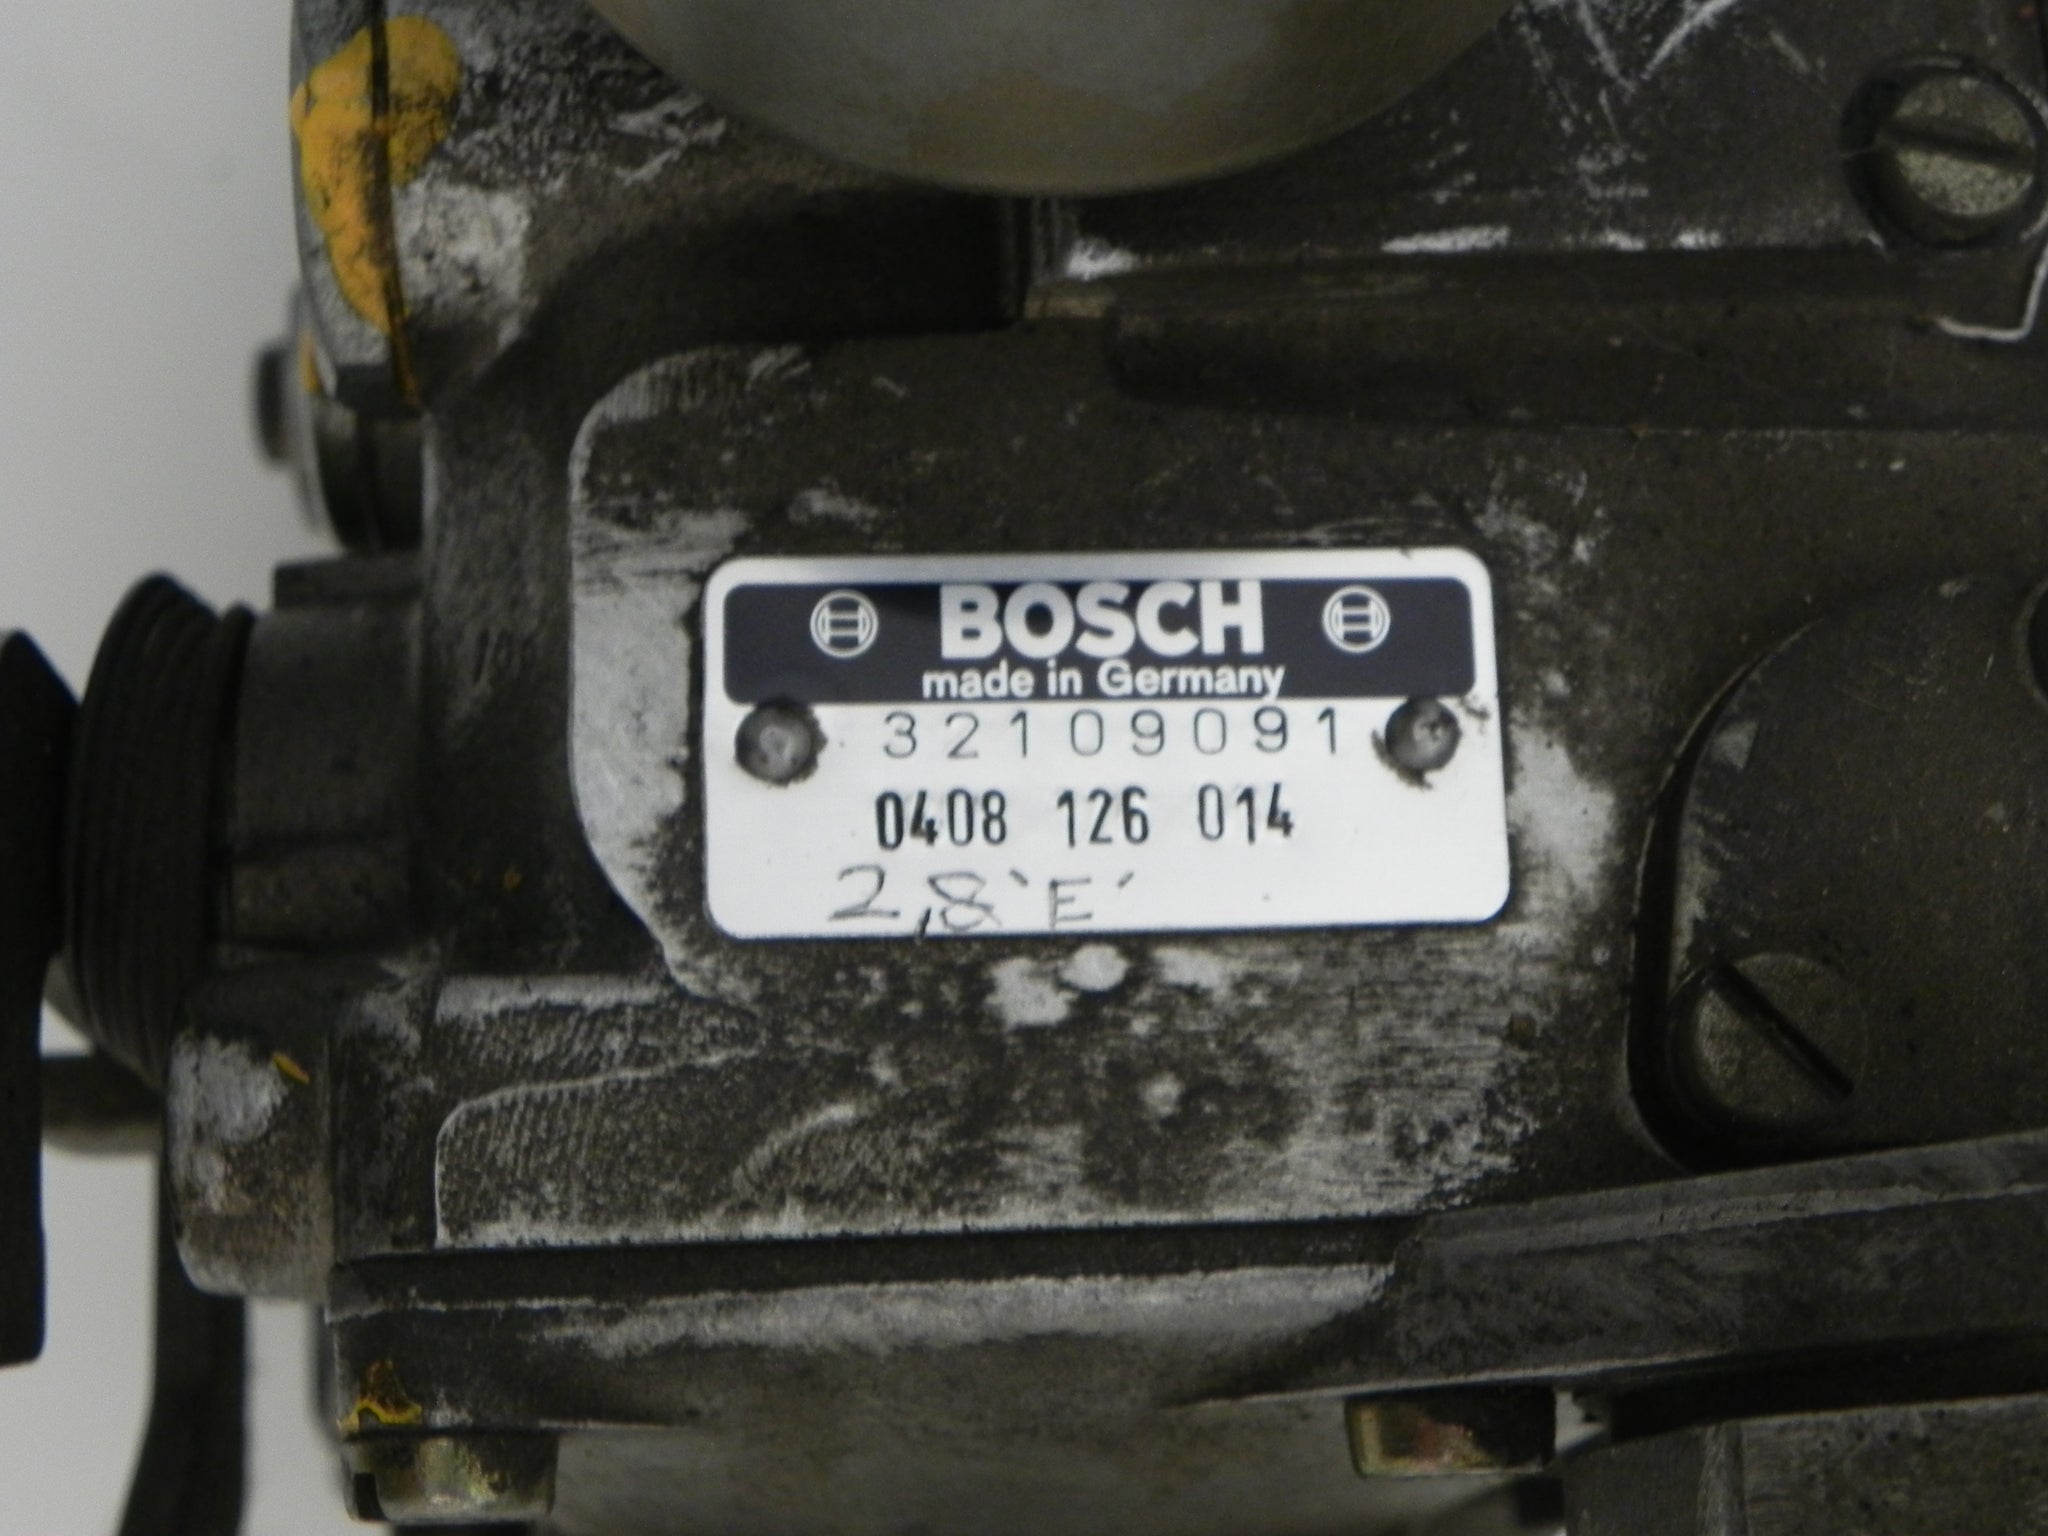 BOSCH
made in Germany
32109091
0408 126 014
2,8 'E'